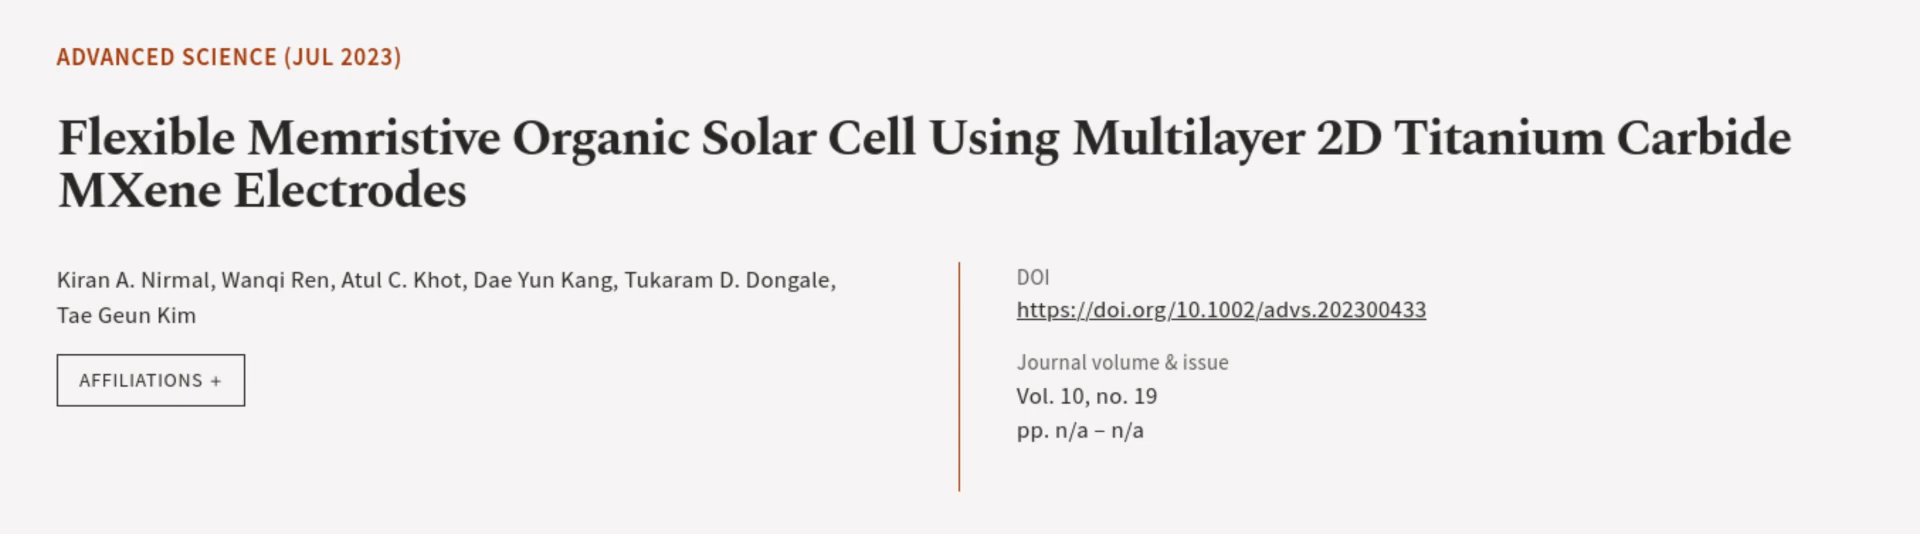 ADVANCED SCIENCE (JUL 2023)
Flexible Memristive Organic Solar Cell Using Multilayer 2D Titanium Carbide
MXene Electrodes
Kiran A. Nirmal, Wanqi Ren, Atul C. Khot, Dae Yun Kang, Tukaram D. Dongale,
Tae Geun Kim
AFFILIATIONS +
DOI
https://doi.org/10.1002/advs.202300433
Journal volume & issue
Vol. 10, no. 19
pp. n/a – n/a